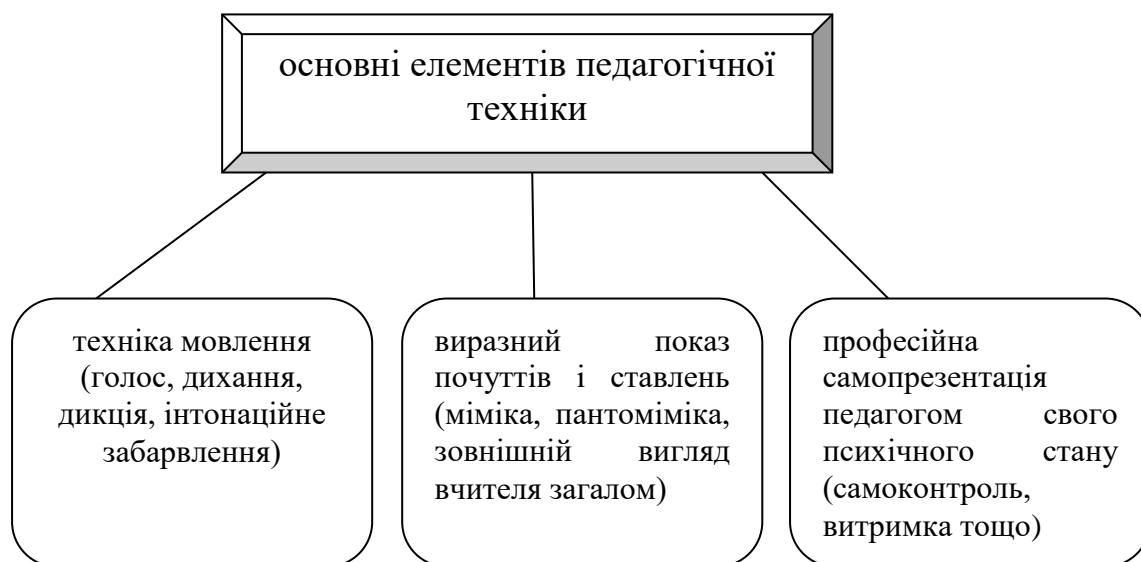 основні елементів педагогічної
техніки
техніка мовлення
(голос, дихання,
дикція, інтонаційне
забарвлення)
виразний показ
почуттів і ставлень
(міміка, пантоміміка,
зовнішній вигляд
вчителя загалом)
професійна
самопрезентація
педагогом свого
психічного стану
(самоконтроль,
витримка тощо)